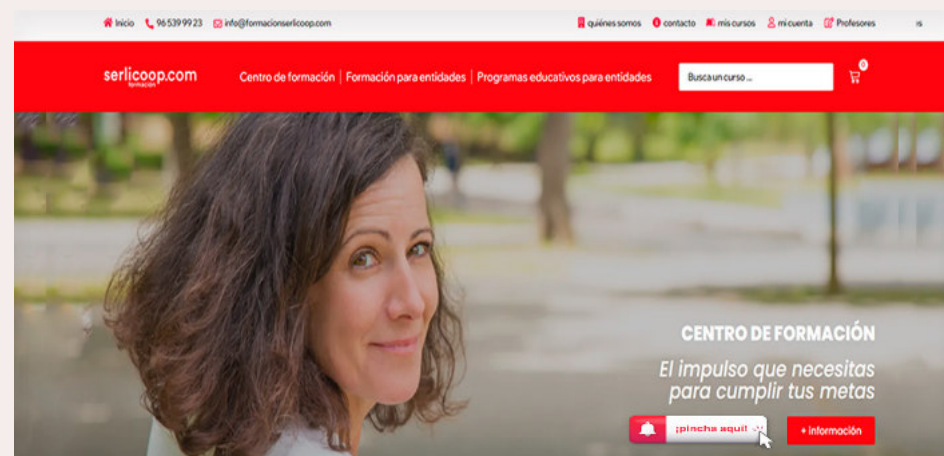 Inicio 96 539 99 23 info@formacionserlicoop.com quiénes somos contacto mis cursos mi cuenta Profesores rs
serlicoop.com
formación
Centro de formación | Formación para entidades | Programas educativos para entidades
Busca un curso ...
0
CENTRO DE FORMACIÓN
El impulso que necesitas
para cumplir tus metas
¡pincha aquí!
+ información